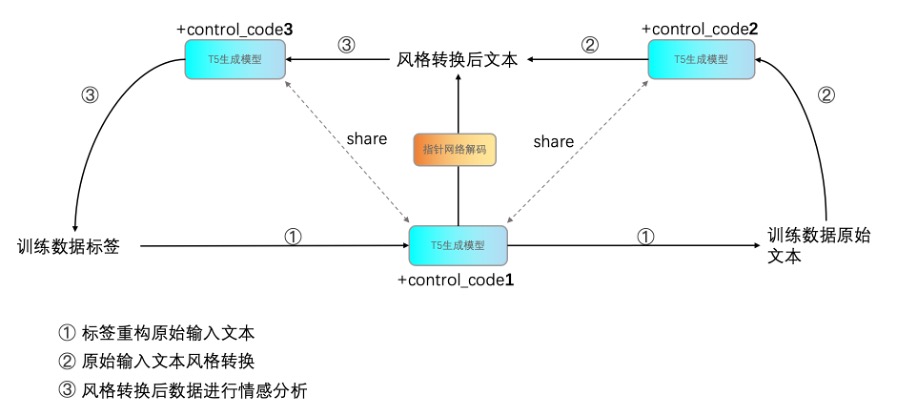 +control_code3
+control_code2
T5生成模型
③
风格转换后文本
②
T5生成模型
③
②
share
share
指针网络解码
训练数据标签
①
T5生成模型
①
训练数据原始
文本
+control_code1
① 标签重构原始输入文本
② 原始输入文本风格转换
③ 风格转换后数据进行情感分析